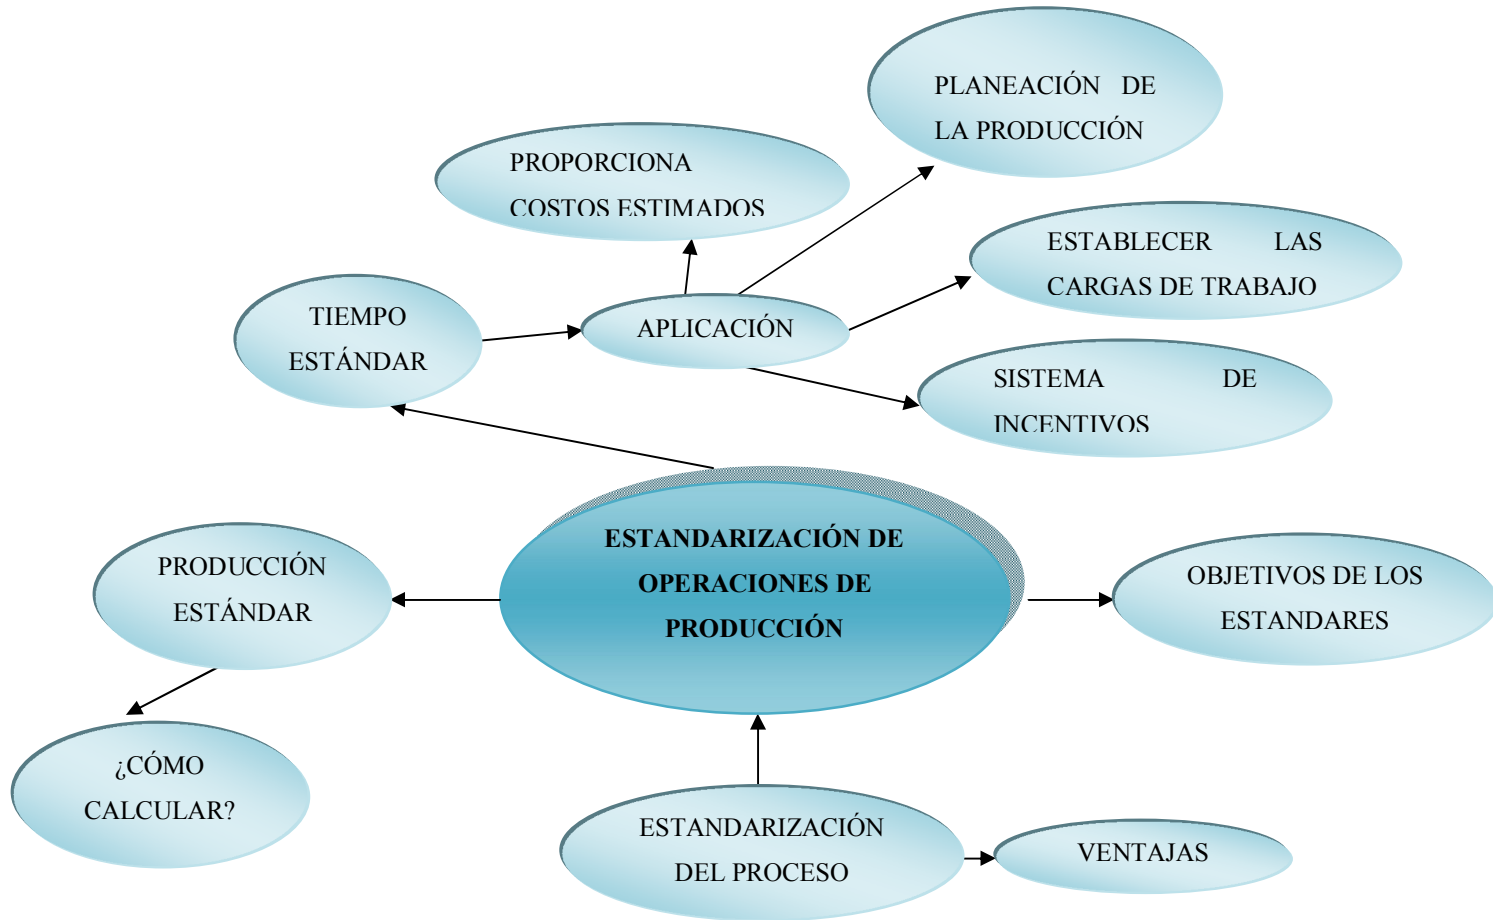 PLANEACIÓN DE
LA PRODUCCIÓN
PROPORCIONA
COSTOS ESTIMADOS
ESTABLECER LAS
CARGAS DE TRABAJO
TIEMPO
ESTÁNDAR
APLICACIÓN
SISTEMA DE
INCENTIVOS
ESTANDARIZACIÓN DE
OPERACIONES DE
PRODUCCIÓN
PRODUCCIÓN
ESTÁNDAR
OBJETIVOS DE LOS
ESTANDARES
¿CÓMO
CALCULAR?
ESTANDARIZACIÓN
DEL PROCESO
VENTAJAS